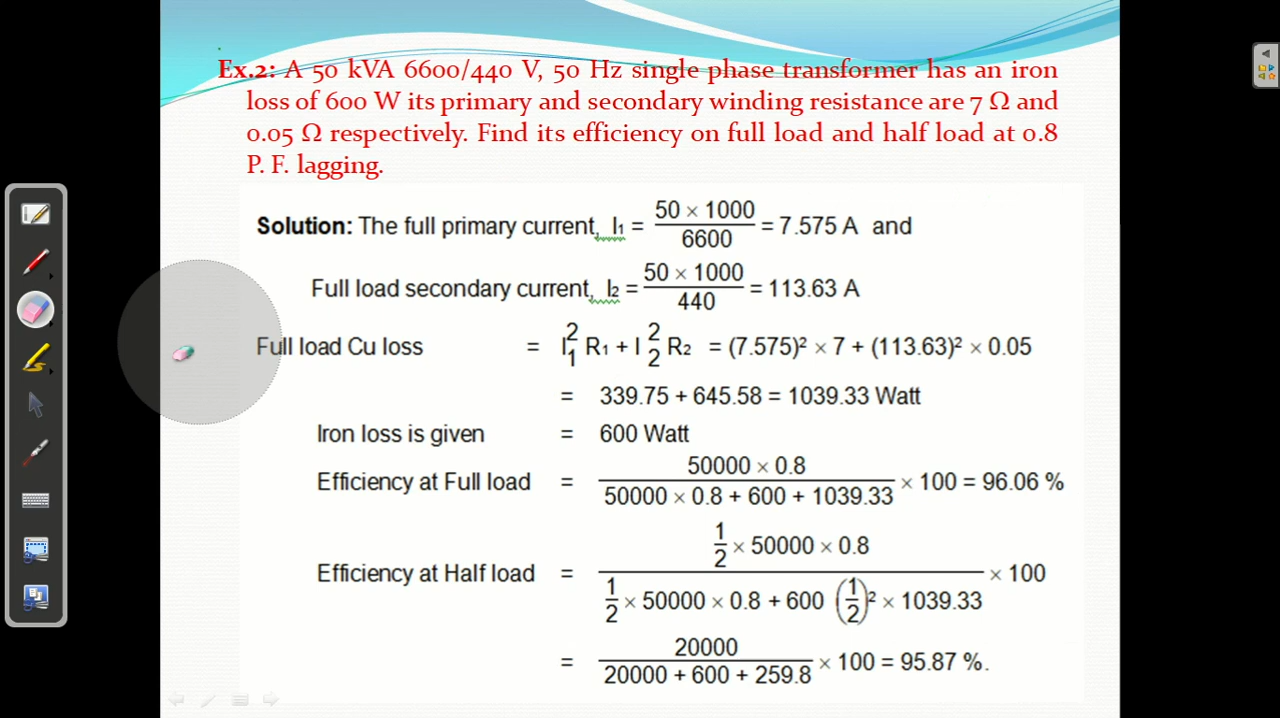 Ex.2: A 50 kVA 6600/440 V, 50 Hz single phase transformer has an iron
loss of 600 W its primary and secondary winding resistance are 7 Ω and
0.05 Ω respectively. Find its efficiency on full load and half load at 0.8
P. F. lagging.
Solution: The full primary current, I₁ = 50 × 1000 / 6600 = 7.575 A and
Full load secondary current, I₂ = 50 × 1000 / 440 = 113.63 A
Full load Cu loss = I₁² R₁ + I₂² R₂ = (7.575)² × 7 + (113.63)² × 0.05
= 339.75 + 645.58 = 1039.33 Watt
Iron loss is given = 600 Watt
Efficiency at Full load = 50000 × 0.8 / 50000 × 0.8 + 600 + 1039.33 × 100 = 96.06 %
Efficiency at Half load = 1/2 × 50000 × 0.8 / 1/2 × 50000 × 0.8 + 600 (1/2)² × 1039.33 × 100
= 20000 / 20000 + 600 + 259.8 × 100 = 95.87 %.